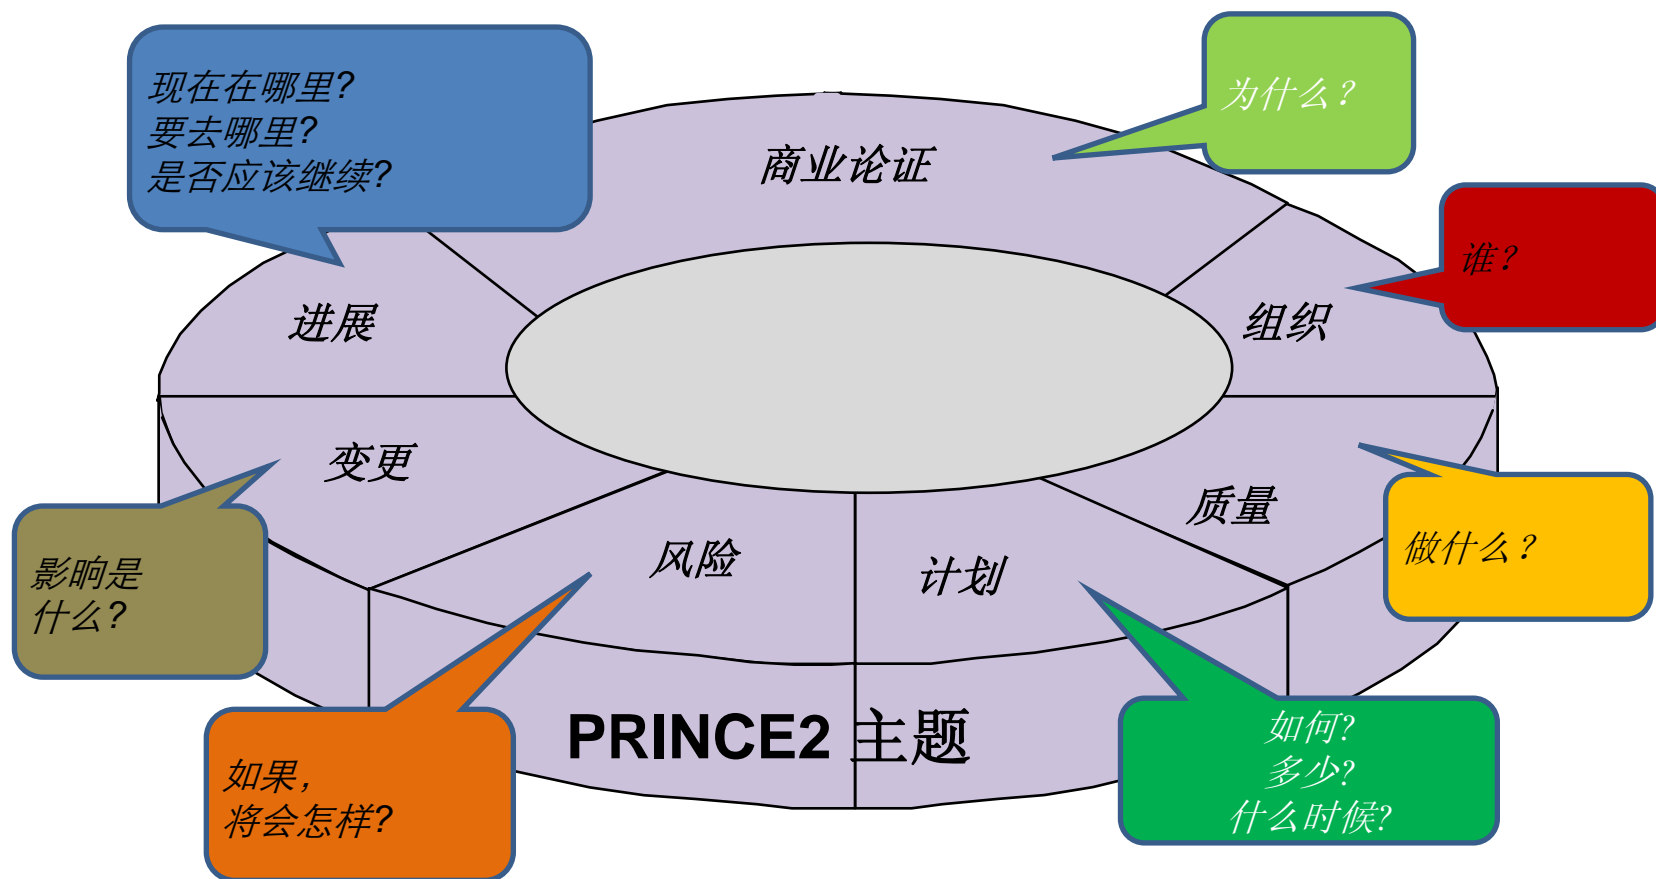 现在在哪里?
要去哪里?
是否应该继续?
为什么？
商业论证
谁？
进展
组织
变更
质量
做什么？
影响是
什么?
风险
计划
PRINCE2 主题
如何?
多少?
什么时候?
如果，
将会怎样?